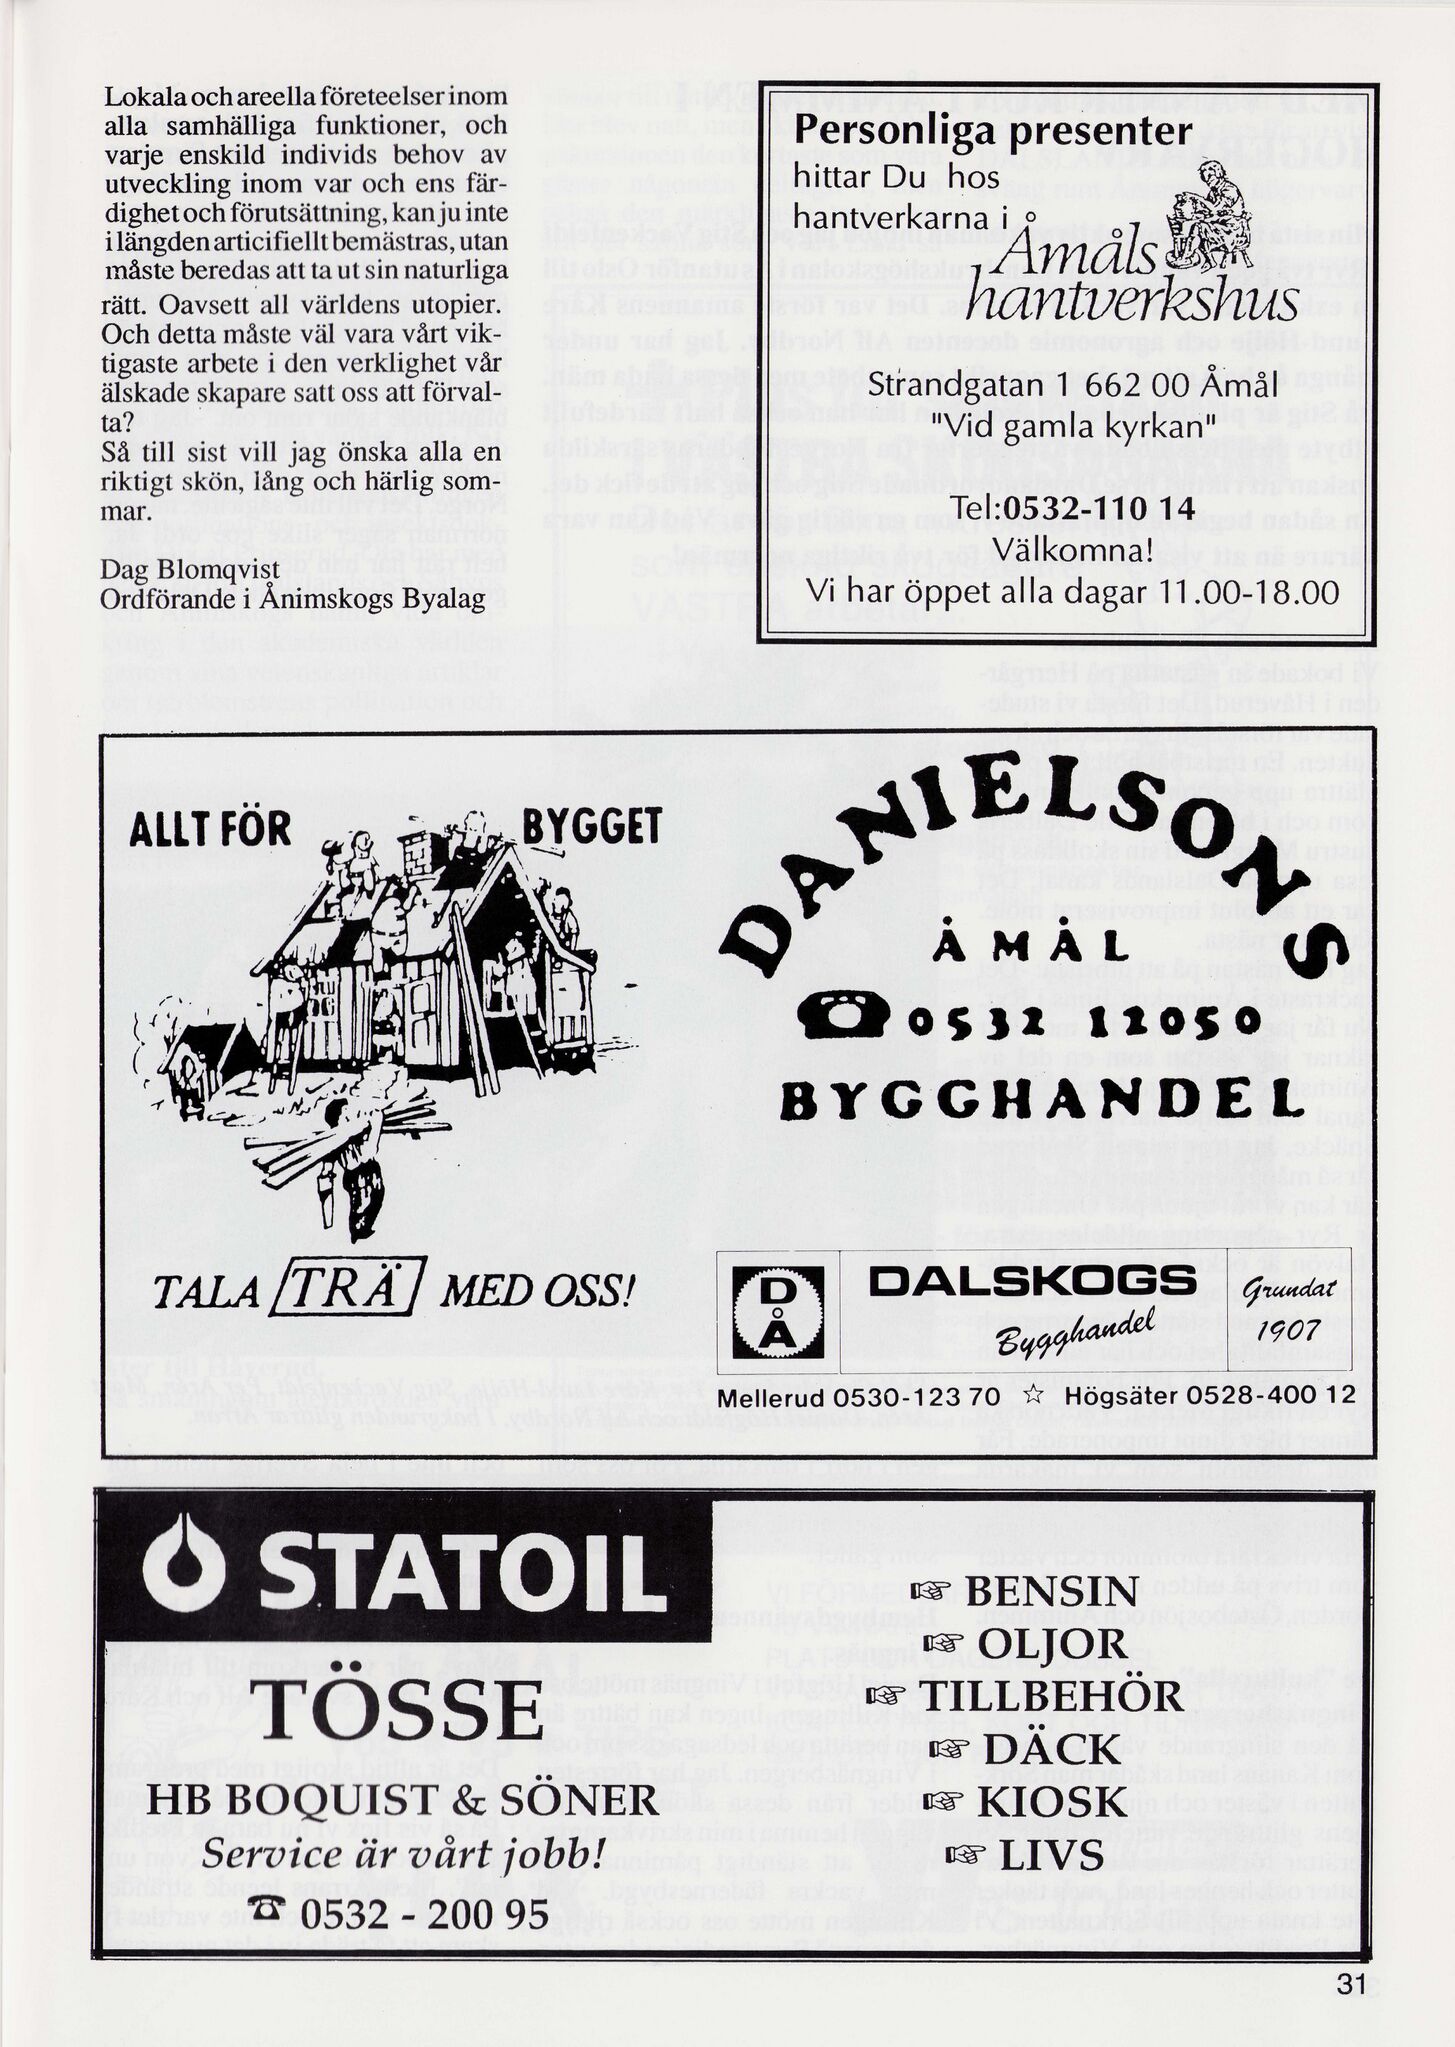 Lokala och areella företeelser inom
alla samhälliga funktioner, och
varje enskild individs behov av
utveckling inom var och ens fär-
dighet och förutsättning, kan ju inte
i längden articifiellt bemästras, utan
måste beredas att ta ut sin naturliga
rätt. Oavsett all världens utopier.
Och detta måste väl vara vårt vik-
tigaste arbete i den verklighet vår
älskade skapare satt oss att förval-
ta?
Så till sist vill jag önska alla en
riktigt skön, lång och härlig som-
mar.
Dag Blomqvist
Ordförande i Ånimskogs Byalag
Personliga presenter
hittar Du hos
hantverkarna i
Åmåls
hantverkshus
Strandgatan 1 662 00 Åmål
"Vid gamla kyrkan"
Tel:0532-110 14
Välkomna!
Vi har öppet alla dagar 11.00-18.00
ALLT FÖR BYGGET
TALA TRÄ MED OSS!
DANIELSONS
ÅMÅL
0532 12050
BYGGHANDEL
DÅ
DALSKOGS
Bygghandel
Grundat
1907
Mellerud 0530-123 70 ☆ Högsäter 0528-400 12
STATOIL
TÖSSE
HB BOQUIST & SÖNER
Service är vårt jobb!
☎ 0532 - 200 95
☞ BENSIN
☞ OLJOR
☞ TILLBEHÖR
☞ DÄCK
☞ KIOSK
☞ LIVS
31